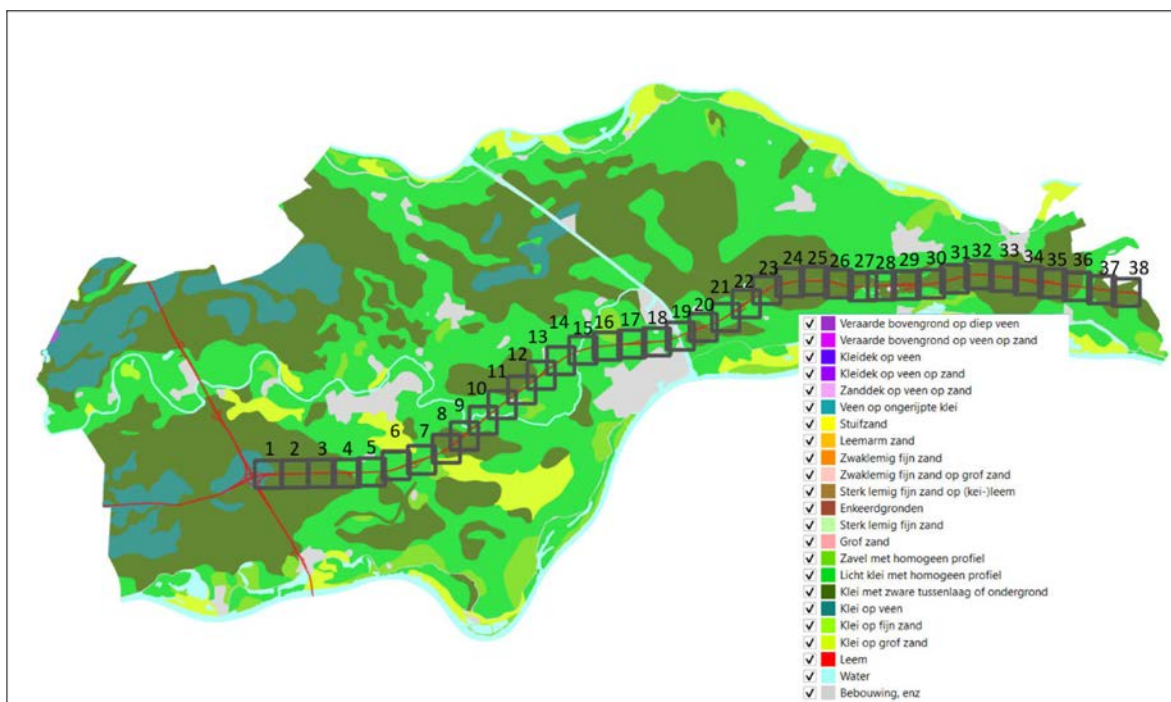 1 2 3 4 5 6 7 8 9 10 11 12 13 14 15 16 17 18 19 20 21 22 23 24 25 26 27 28 29 30 31 32 33 34 35 36 37 38
Veraarde bovengrond op diep veen
Veraarde bovengrond op veen op zand
Kleidek op veen
Kleidek op veen op zand
Zanddek op veen op zand
Veen op ongerijpte klei
Stuifzand
Leemarm zand
Zwaklemig fijn zand
Zwaklemig fijn zand op grof zand
Sterk lemig fijn zand op (kei-)leem
Enkeerdgronden
Sterk lemig fijn zand
Grof zand
Zavel met homogeen profiel
Licht klei met homogeen profiel
Klei met zware tussenlaag of ondergrond
Klei op veen
Klei op fijn zand
Klei op grof zand
Leem
Water
Bebouwing, enz